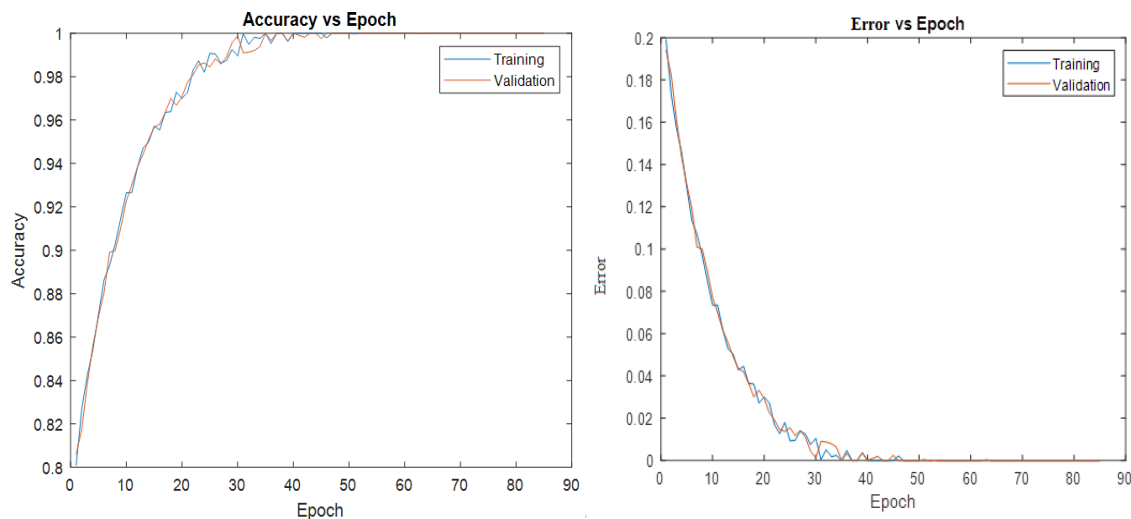 Accuracy vs Epoch
1
0.98
0.96
0.94
0.92
0.9
0.88
0.86
0.84
0.82
0.8
Accuracy
Training
Validation
0 10 20 30 40 50 60 70 80 90
Epoch
Error vs Epoch
0.2
0.18
0.16
0.14
0.12
0.1
0.08
0.06
0.04
0.02
0
Error
Training
Validation
0 10 20 30 40 50 60 70 80 90
Epoch